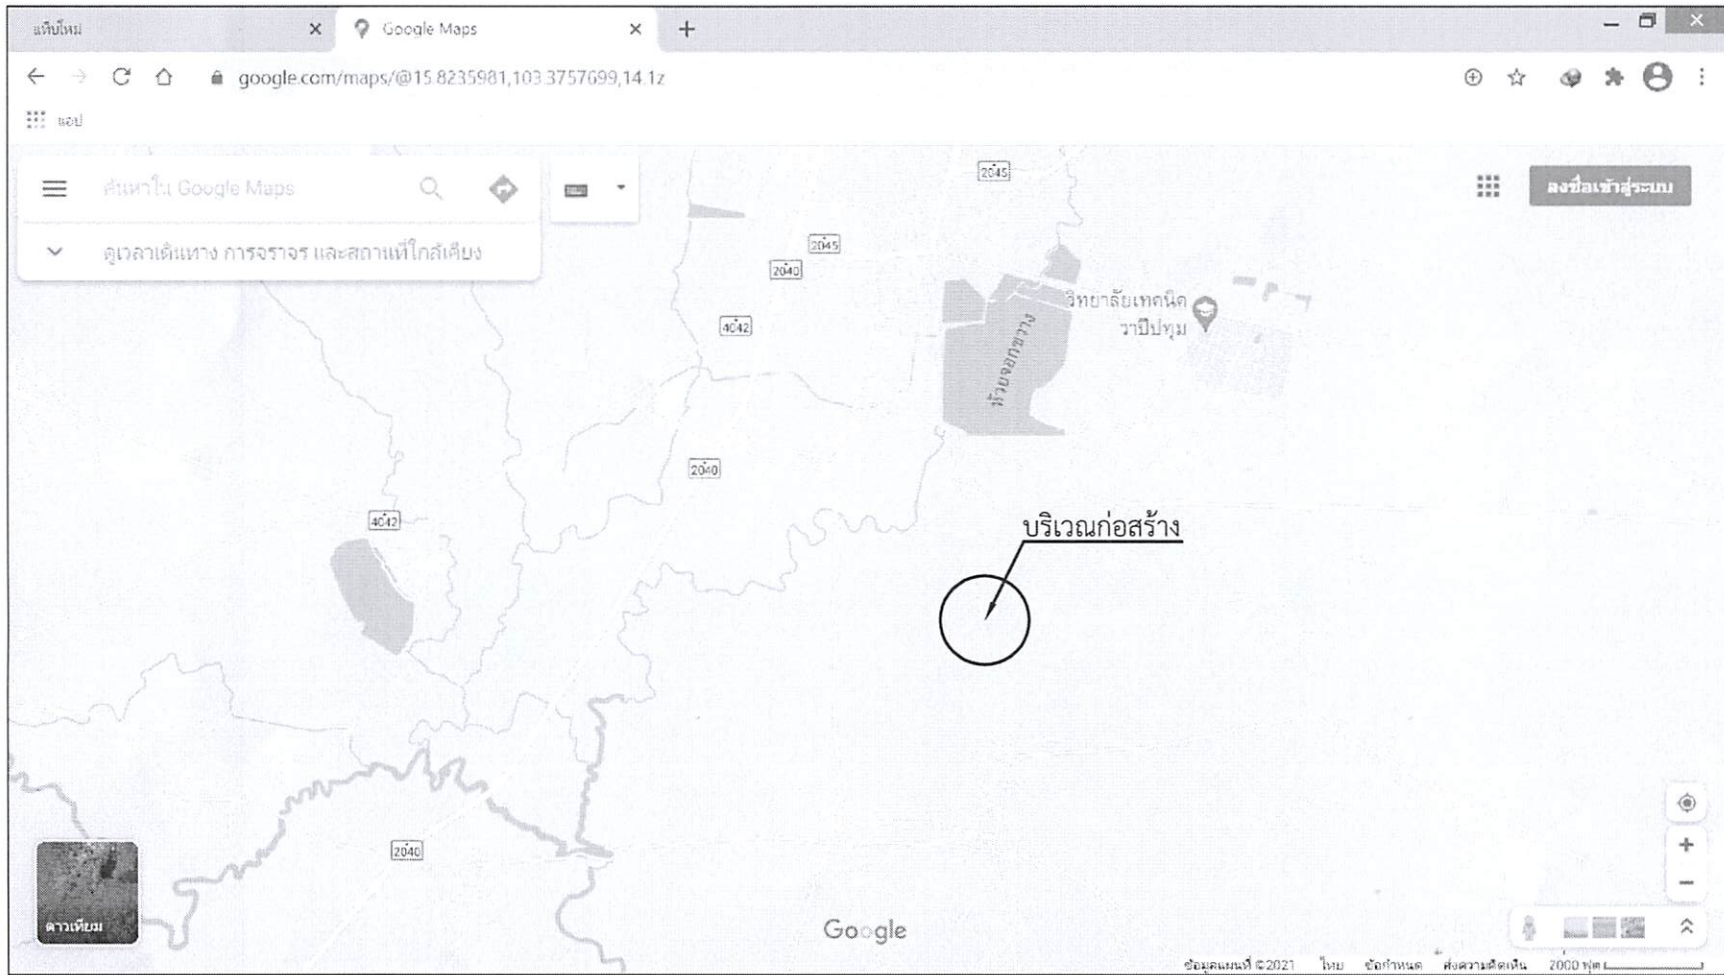 แท็บใหม่
Google Maps
google.com/maps/@15.8235981,103.3757699,14.1z
แอป
ค้นหาใน Google Maps
ดูเวลาเดินทาง การจราจร และสถานที่ใกล้เคียง
ลงชื่อเข้าสู่ระบบ
2045
2045
2040
4042
วิทยาลัยเทคนิค
วาปีปทุม
ห้วยจอกขวาง
2040
4042
บริเวณก่อสร้าง
2040
ดาวเทียม
Google
ข้อมูลแผนที่ ©2021 ไทย ข้อกำหนด ส่งความคิดเห็น 2000 ฟุต